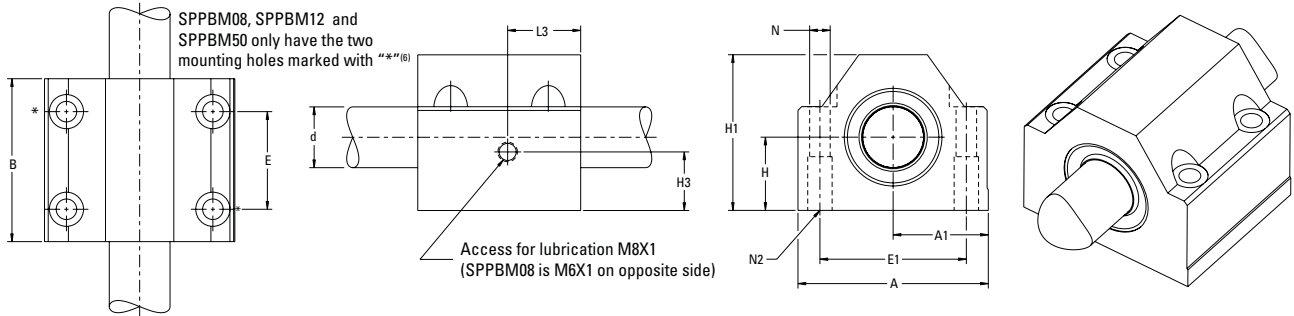 SPPBM08, SPPBM12 and
SPPBM50 only have the two
mounting holes marked with “*”(6)
*
B
E
*
L3
d
H3
Access for lubrication M8X1
(SPPBM08 is M6X1 on opposite side)
N
H1
H
N2
A1
E1
A